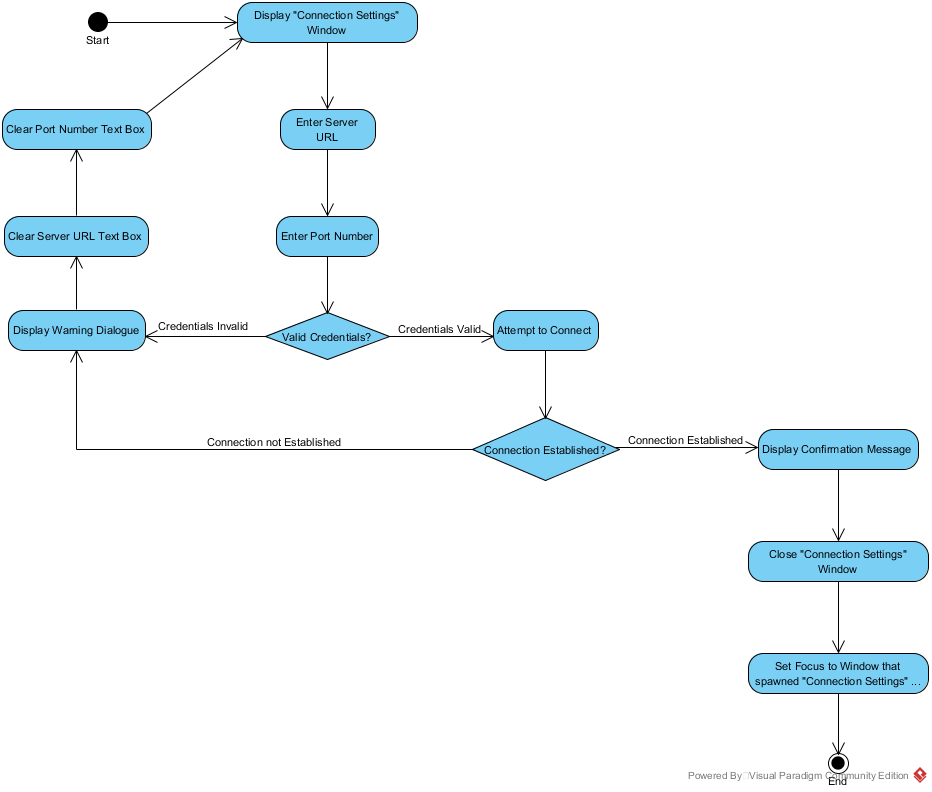 Display "Connection Settings"
Window
Start
Clear Port Number Text Box
Enter Server
URL
Clear Server URL Text Box
Enter Port Number
Display Warning Dialogue
Credentials Invalid
Valid Credentials?
Credentials Valid
Attempt to Connect
Connection not Established
Connection Established?
Connection Established
Display Confirmation Message
Close "Connection Settings"
Window
Set Focus to Window that
spawned "Connection Settings" ...
Powered By Visual Paradigm Community Edition
End